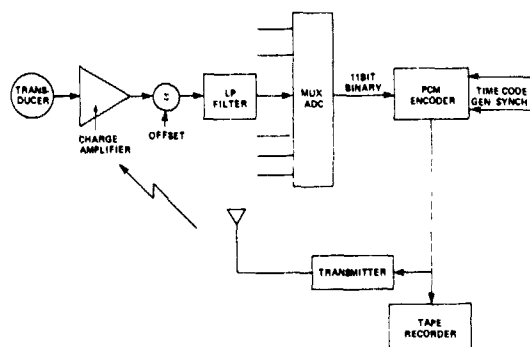 TRANS-
DUCER
CHARGE
AMPLIFIER
Σ
OFFSET
LP
FILTER
MUX
ADC
11BIT
BINARY
PCM
ENCODER
TIME CODE
GEN SYNCH
TRANSMITTER
TAPE
RECORDER